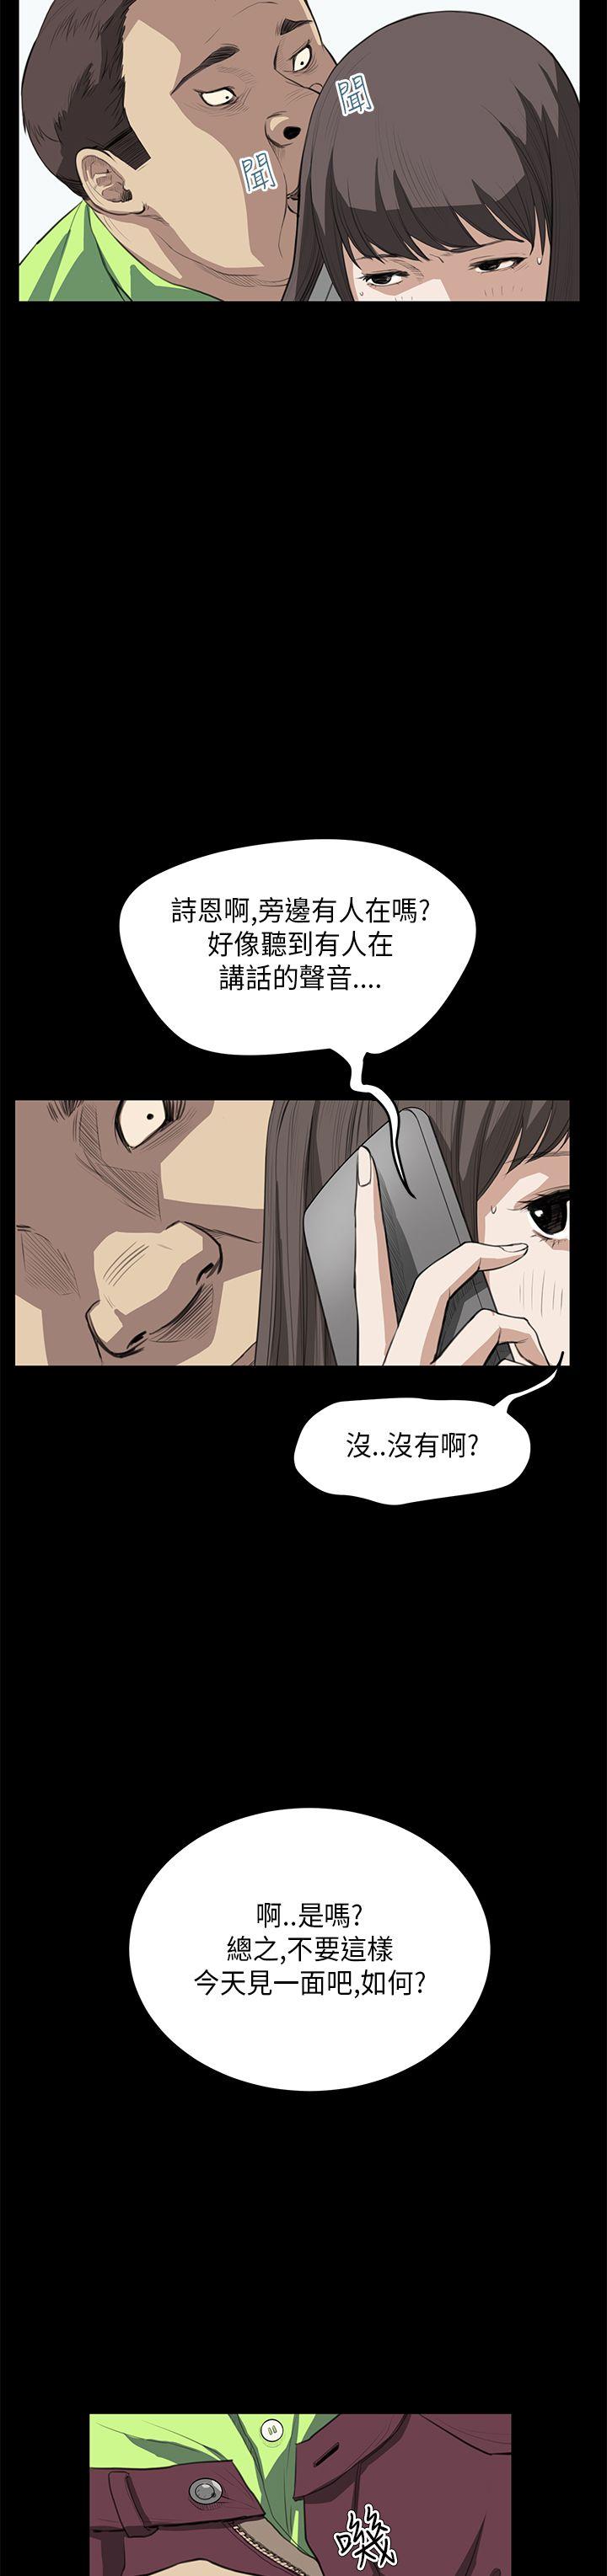 聞
聞
詩恩啊,旁邊有人在嗎?
好像聽到有人在
講話的聲音....
沒..沒有啊?
啊..是嗎?
總之,不要這樣
今天見一面吧,如何?
嘰